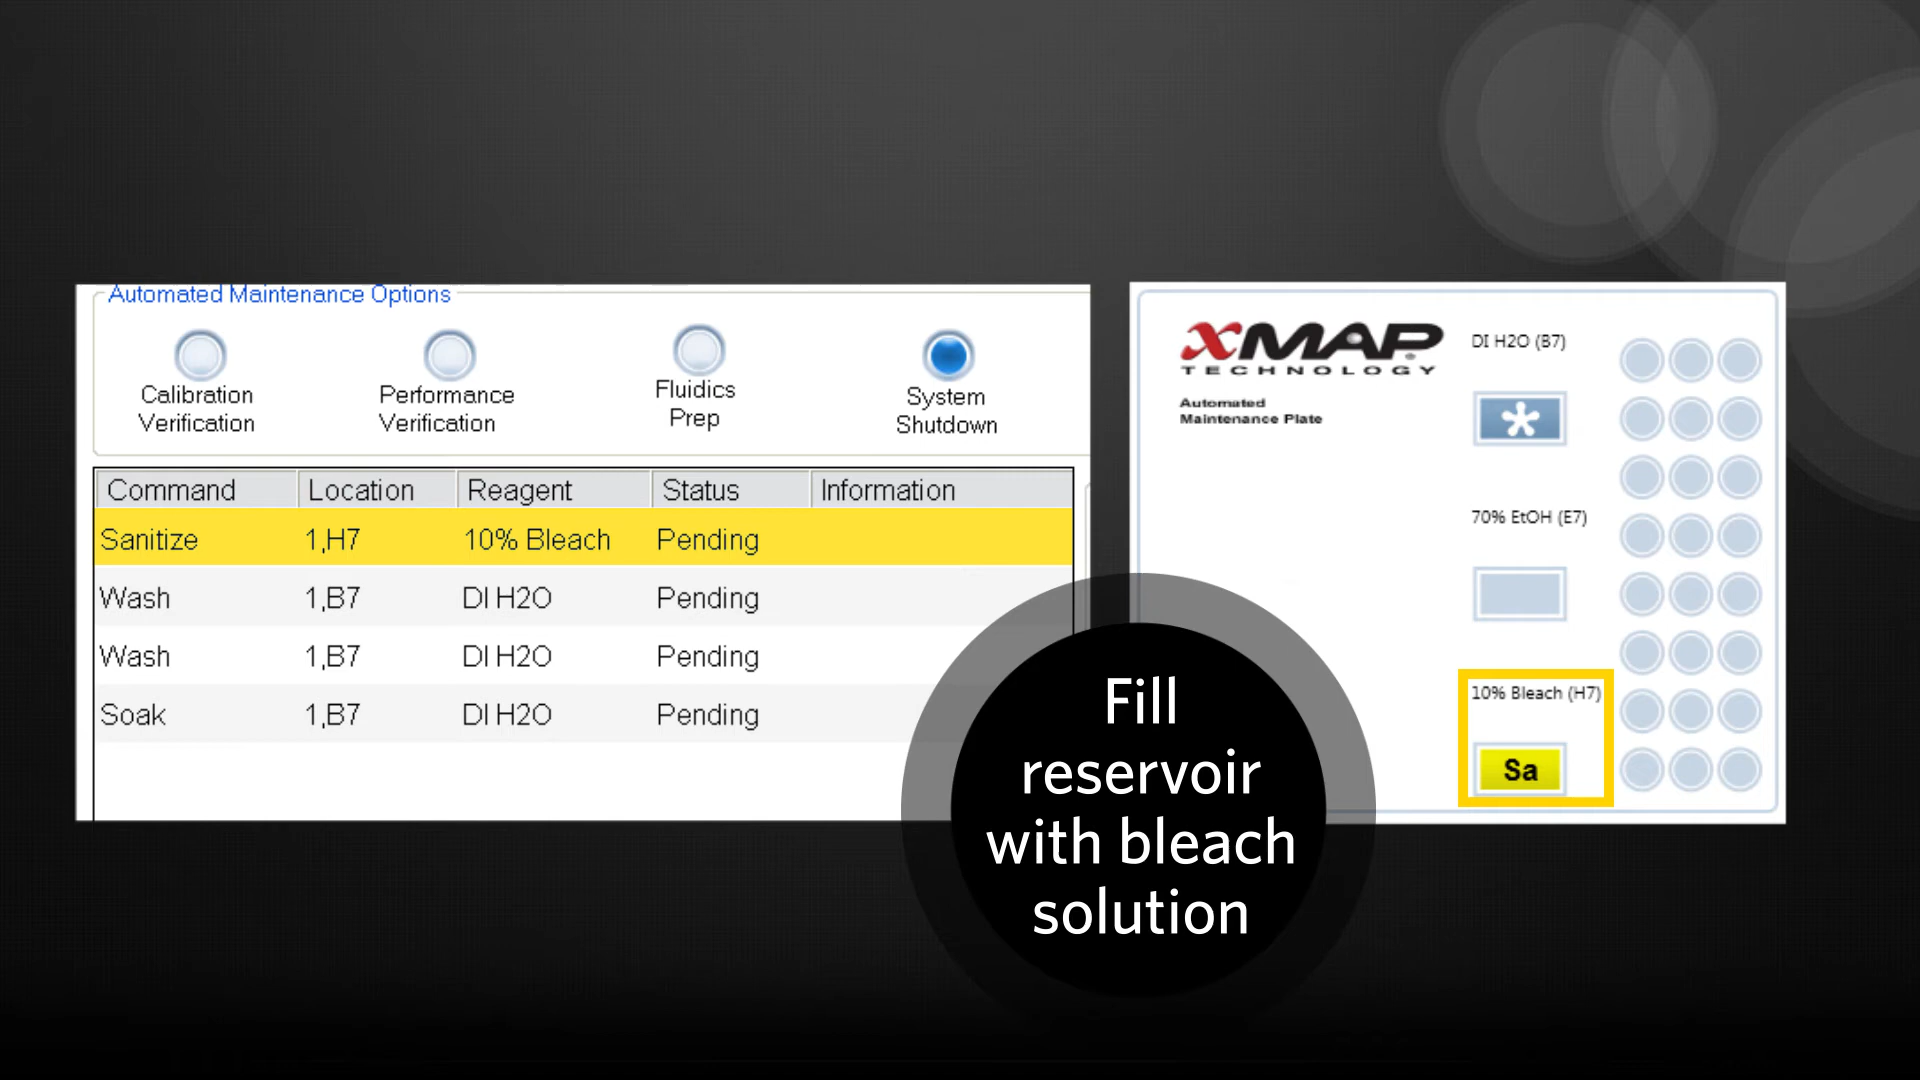 Automated Maintenance Options
Calibration
Verification
Performance
Verification
Fluidics
Prep
System
Shutdown
Command Location Reagent Status Information
Sanitize 1,H7 10% Bleach Pending
Wash 1,B7 DI H2O Pending
Wash 1,B7 DI H2O Pending
Soak 1,B7 DI H2O Pending
xMAP
TECHNOLOGY
Automated
Maintenance Plate
DI H2O (B7)
*
70% EtOH (E7)
10% Bleach (H7)
Sa
Fill
reservoir
with bleach
solution